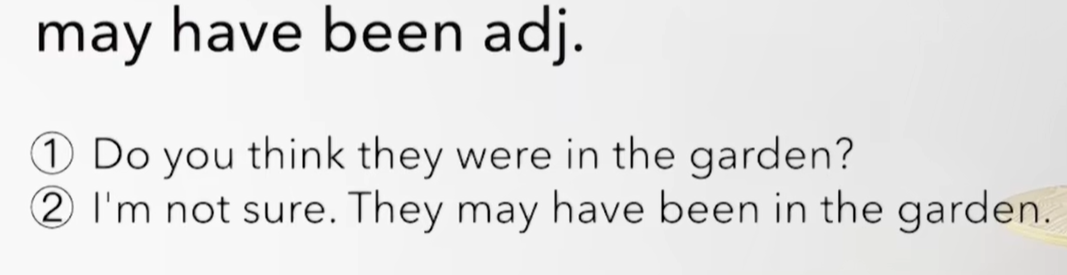 may have been adj.
① Do you think they were in the garden?
② I'm not sure. They may have been in the garden.